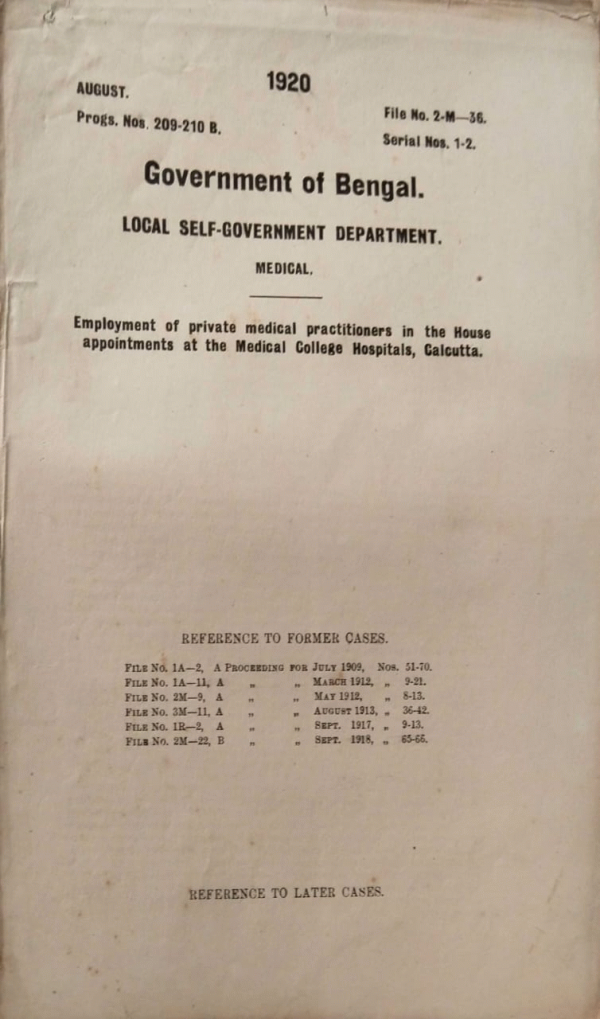 1920
AUGUST.
Progs. Nos. 209-210 B.
File No. 2-M—36.
Serial Nos. 1-2.
Government of Bengal.
LOCAL SELF-GOVERNMENT DEPARTMENT.
MEDICAL.
Employment of private medical practitioners in the House
appointments at the Medical College Hospitals, Calcutta.
REFERENCE TO FORMER CASES.
FILE NO. 1A—2, A PROCEEDING FOR JULY 1909, NOS. 51-70.
FILE NO. 1A—11, A „ „ MARCH 1912, „ 9-21.
FILE NO. 2M—9, A „ „ MAY 1912, „ 8-13.
FILE NO. 3M—11, A „ „ AUGUST 1913, „ 36-42.
FILE NO. 1R—2, A „ „ SEPT. 1917, „ 9-13.
FILE NO. 2M—22, B „ „ SEPT. 1918, „ 65-66.
REFERENCE TO LATER CASES.